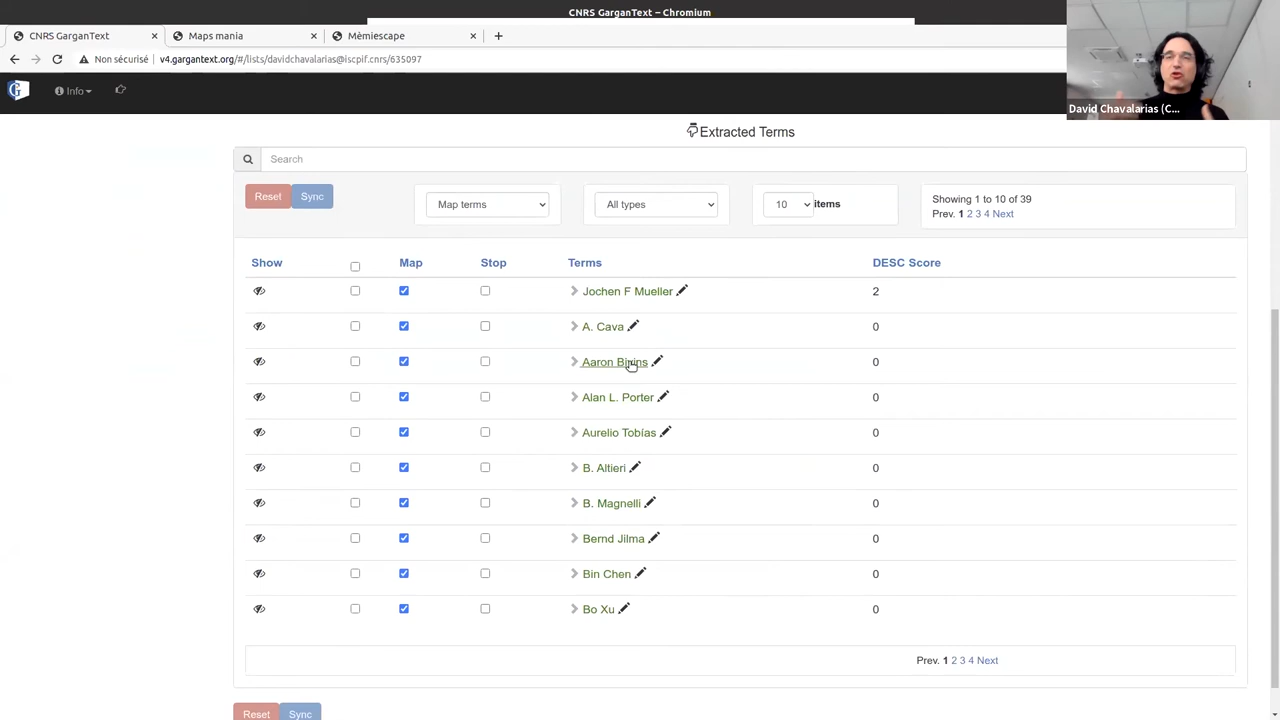 CNRS GarganText – Chromium
CNRS GarganText
Maps mania
Mèmiescape
Non sécurisé
v4.gargantext.org/#/lists/davidchavalarias@iscpif.cnrs/635097
Info
David Chavalarias (C...
Extracted Terms
Search
Reset Sync
Map terms
All types
10 items
Showing 1 to 10 of 39
Prev. 1 2 3 4 Next
Show Map Stop Terms DESC Score
Jochen F Mueller 2
A. Cava 0
Aaron Bivins 0
Alan L. Porter 0
Aurelio Tobías 0
B. Altieri 0
B. Magnelli 0
Bernd Jilma 0
Bin Chen 0
Bo Xu 0
Prev. 1 2 3 4 Next
Reset Sync